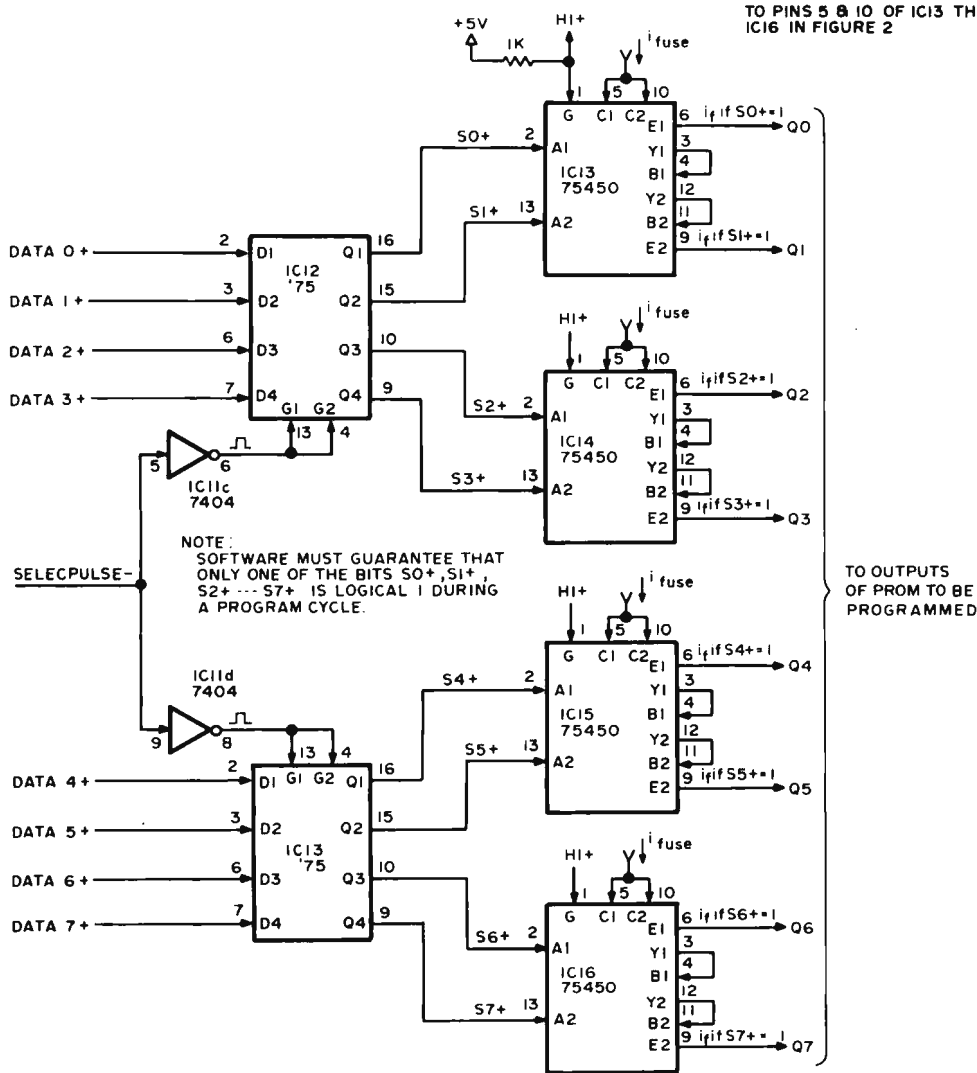 TO PINS 5 & 10 OF IC13 TH
IC16 IN FIGURE 2
+5V
HI+
i fuse
1K
Y
1
5
10
G
C1
C2
6
if if S0+=1
Q0
E1
S0+
2
A1
Y1
3
B1
4
IC13
75450
Y2
12
B2
11
S1+
13
A2
E2
9
if if S1+=1
Q1
DATA 0+
2
D1
Q1
16
IC12
'75
DATA 1+
3
D2
Q2
15
DATA 2+
6
D3
Q3
10
DATA 3+
7
D4
Q4
9
G1
G2
13
4
HI+
Y
i fuse
1
5
10
G
C1
C2
E1
6
if if S2+=1
Q2
S2+
2
A1
Y1
3
B1
4
IC14
75450
Y2
12
B2
11
S3+
13
A2
E2
9
if if S3+=1
Q3
5
6
IC11c
7404
NOTE:
SOFTWARE MUST GUARANTEE THAT
ONLY ONE OF THE BITS S0+,S1+,
S2+ --- S7+ IS LOGICAL 1 DURING
A PROGRAM CYCLE.
SELECPULSE-
TO OUTPUTS
OF PROM TO BE
PROGRAMMED
IC11d
7404
9
8
HI+
Y
i fuse
1
5
10
G
C1
C2
E1
6
if if S4+=1
Q4
S4+
2
A1
Y1
3
B1
4
IC15
75450
Y2
12
B2
11
S5+
13
A2
E2
9
if if S5+=1
Q5
13
4
G1
G2
DATA 4+
2
D1
Q1
16
DATA 5+
3
D2
Q2
15
IC13
'75
DATA 6+
6
D3
Q3
10
DATA 7+
7
D4
Q4
9
HI+
Y
i fuse
1
5
10
G
C1
C2
E1
6
if if S6+=1
Q6
S6+
2
A1
Y1
3
B1
4
IC16
75450
Y2
12
B2
11
S7+
13
A2
E2
9
if if S7+= 1
Q7